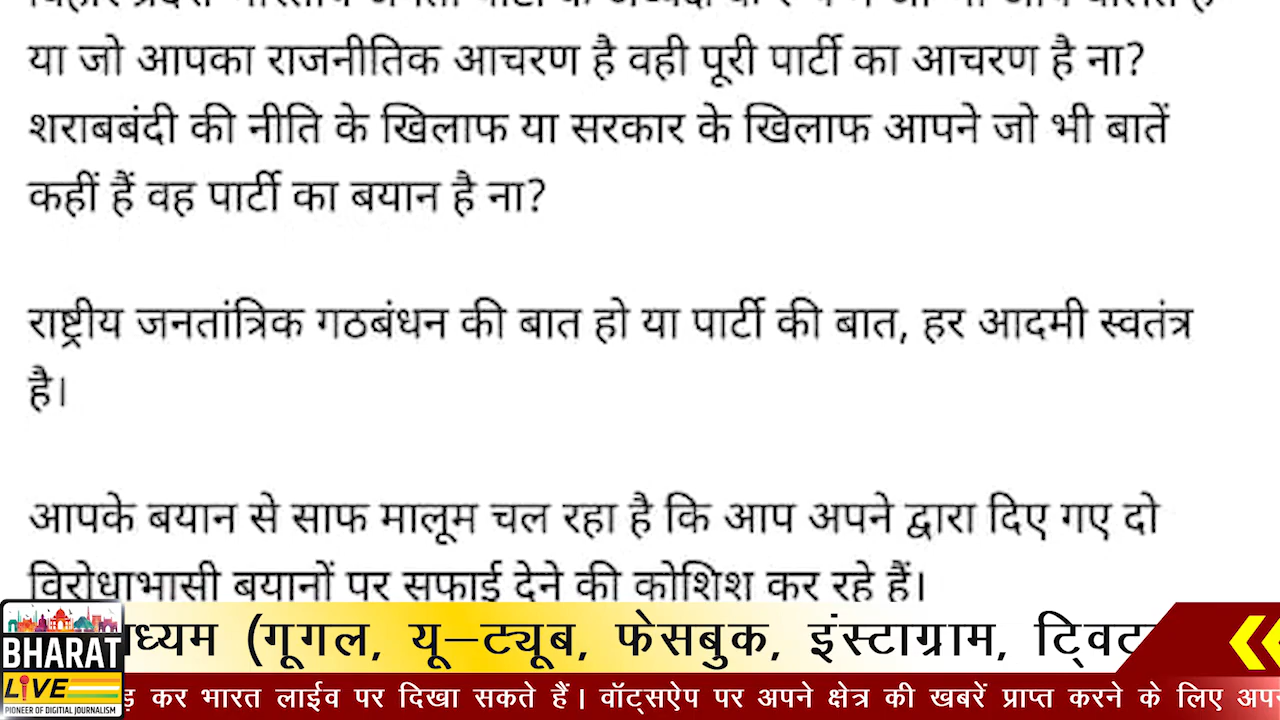 या जो आपका राजनीतिक आचरण है वही पूरी पार्टी का आचरण है ना?
शराबबंदी की नीति के खिलाफ या सरकार के खिलाफ आपने जो भी बातें
कहीं हैं वह पार्टी का बयान है ना?
राष्ट्रीय जनतांत्रिक गठबंधन की बात हो या पार्टी की बात, हर आदमी स्वतंत्र
है।
आपके बयान से साफ मालूम चल रहा है कि आप अपने द्वारा दिए गए दो
विरोधाभासी बयानों पर सफाई देने की कोशिश कर रहे हैं।
(गूगल, यू–ट्यूब, फेसबुक, इंस्टाग्राम,
BHARAT
LIVE
PIONEER OF DIGITIAL JOURNALISM
कर भारत लाईव पर दिखा सकते हैं। वॉट्सऐप पर अपने क्षेत्र की खबरें प्राप्त करने के लिए